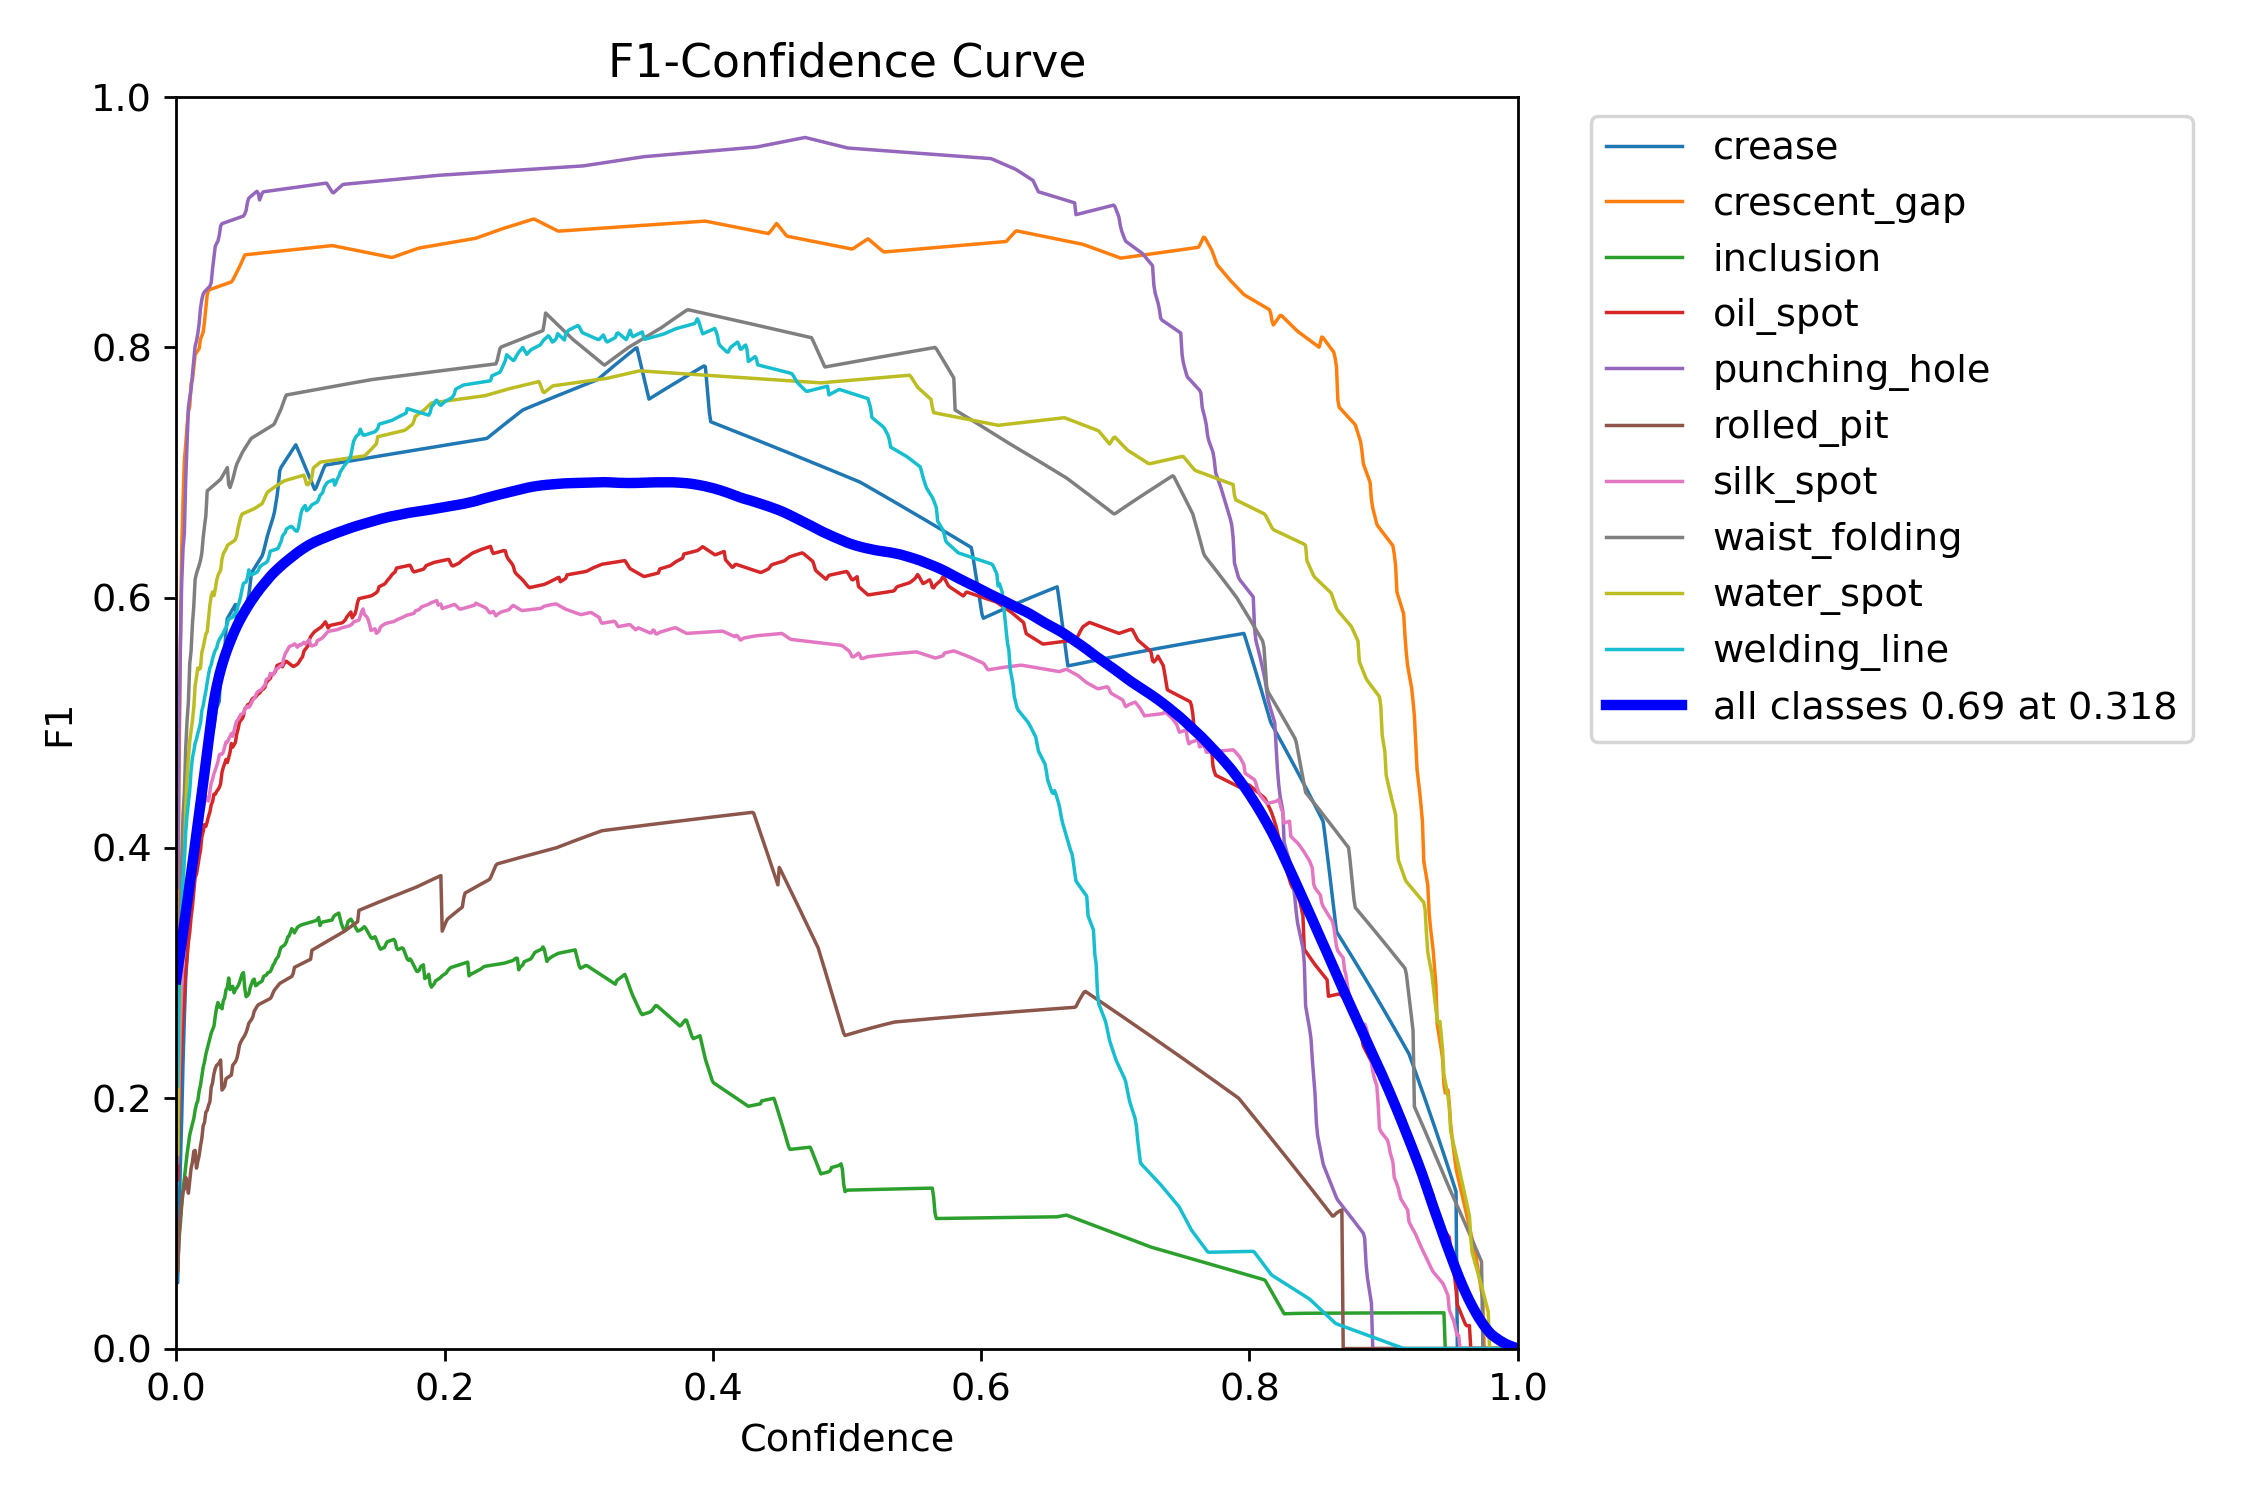 F1-Confidence Curve
1.0
0.8
0.6
0.4
0.2
0.0
F1
0.0 0.2 0.4 0.6 0.8 1.0
Confidence
crease
crescent_gap
inclusion
oil_spot
punching_hole
rolled_pit
silk_spot
waist_folding
water_spot
welding_line
all classes 0.69 at 0.318